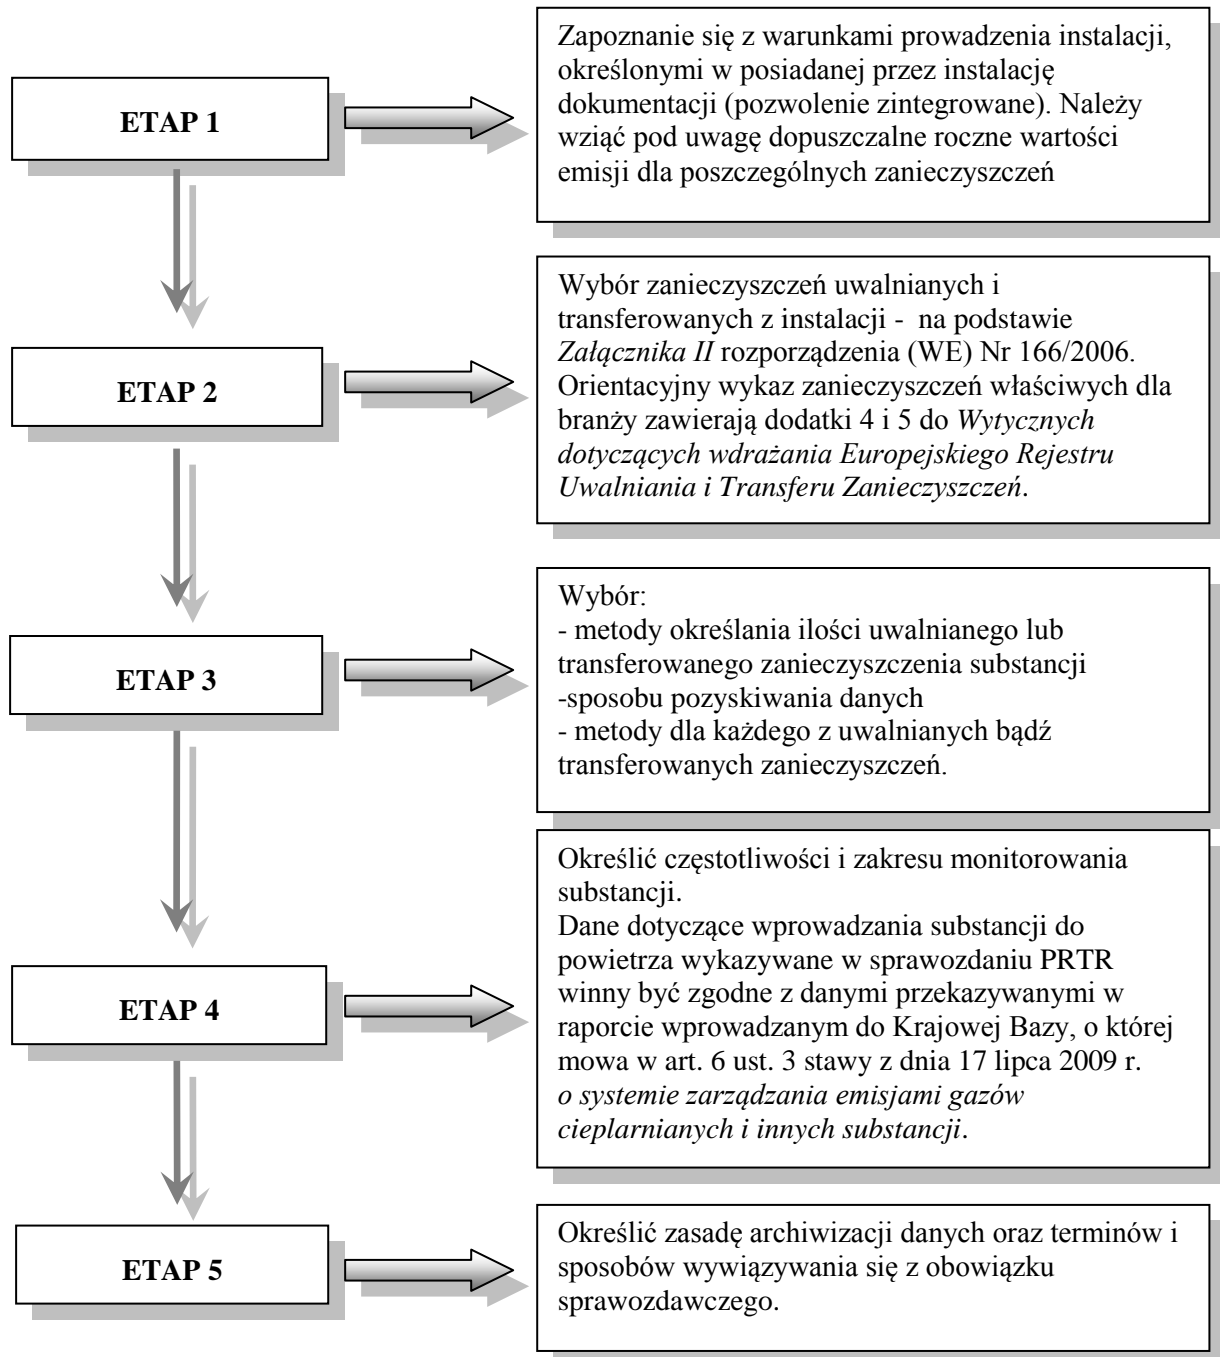 ETAP 1
Zapoznanie się z warunkami prowadzenia instalacji,
określonymi w posiadanej przez instalację
dokumentacji (pozwolenie zintegrowane). Należy
wziąć pod uwagę dopuszczalne roczne wartości
emisji dla poszczególnych zanieczyszczeń
ETAP 2
Wybór zanieczyszczeń uwalnianych i
transferowanych z instalacji - na podstawie
Załącznika II rozporządzenia (WE) Nr 166/2006.
Orientacyjny wykaz zanieczyszczeń właściwych dla
branży zawierają dodatki 4 i 5 do Wytycznych
dotyczących wdrażania Europejskiego Rejestru
Uwalniania i Transferu Zanieczyszczeń.
ETAP 3
Wybór:
- metody określania ilości uwalnianego lub
transferowanego zanieczyszczenia substancji
-sposobu pozyskiwania danych
- metody dla każdego z uwalnianych bądź
transferowanych zanieczyszczeń.
ETAP 4
Określić częstotliwości i zakresu monitorowania
substancji.
Dane dotyczące wprowadzania substancji do
powietrza wykazywane w sprawozdaniu PRTR
winny być zgodne z danymi przekazywanymi w
raporcie wprowadzanym do Krajowej Bazy, o której
mowa w art. 6 ust. 3 stawy z dnia 17 lipca 2009 r.
o systemie zarządzania emisjami gazów
cieplarnianych i innych substancji.
ETAP 5
Określić zasadę archiwizacji danych oraz terminów i
sposobów wywiązywania się z obowiązku
sprawozdawczego.